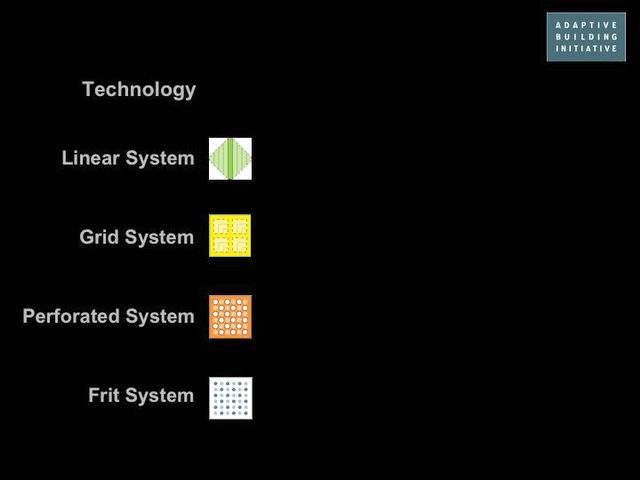 ADAPTIVE
BUILDING
INITIATIVE
Technology
Linear System
Grid System
Perforated System
Frit System